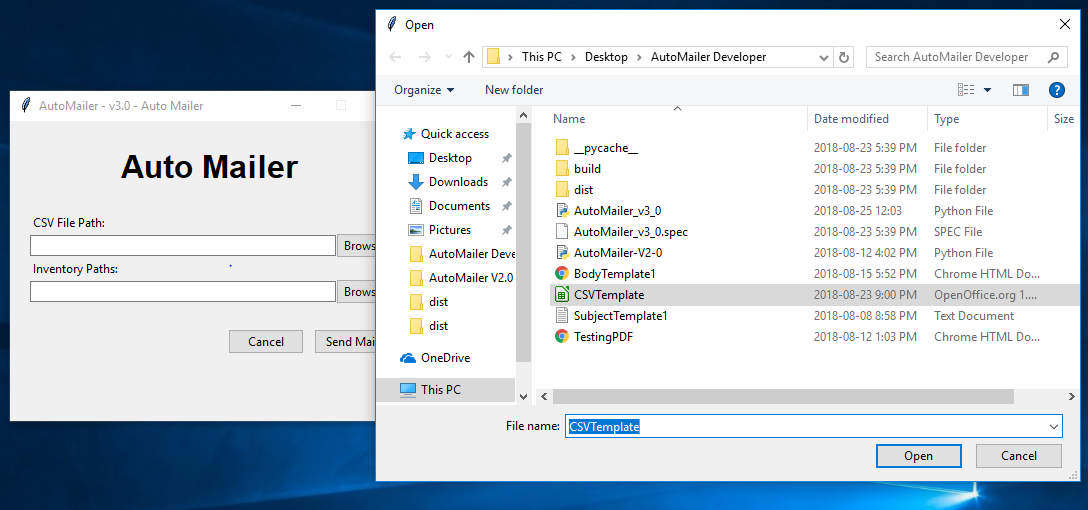 AutoMailer - v3.0 - Auto Mailer
Auto Mailer
CSV File Path:
Brows
Inventory Paths:
Brows
Cancel
Send Mai
Open
This PC > Desktop > AutoMailer Developer
Search AutoMailer Developer
Organize
New folder
Quick access
Desktop
Downloads
Documents
Pictures
AutoMailer Deve
AutoMailer V2.0
dist
dist
OneDrive
This PC
Name Date modified Type Size
__pycache__ 2018-08-23 5:39 PM File folder
build 2018-08-23 5:39 PM File folder
dist 2018-08-23 5:39 PM File folder
AutoMailer_v3_0 2018-08-25 12:03 Python File
AutoMailer_v3_0.spec 2018-08-23 5:39 PM SPEC File
AutoMailer-V2-0 2018-08-12 4:02 PM Python File
BodyTemplate1 2018-08-15 5:52 PM Chrome HTML Do...
CSVTemplate 2018-08-23 9:00 PM OpenOffice.org 1....
SubjectTemplate1 2018-08-08 8:58 PM Text Document
TestingPDF 2018-08-12 1:03 PM Chrome HTML Do...
File name: CSVTemplate
Open
Cancel